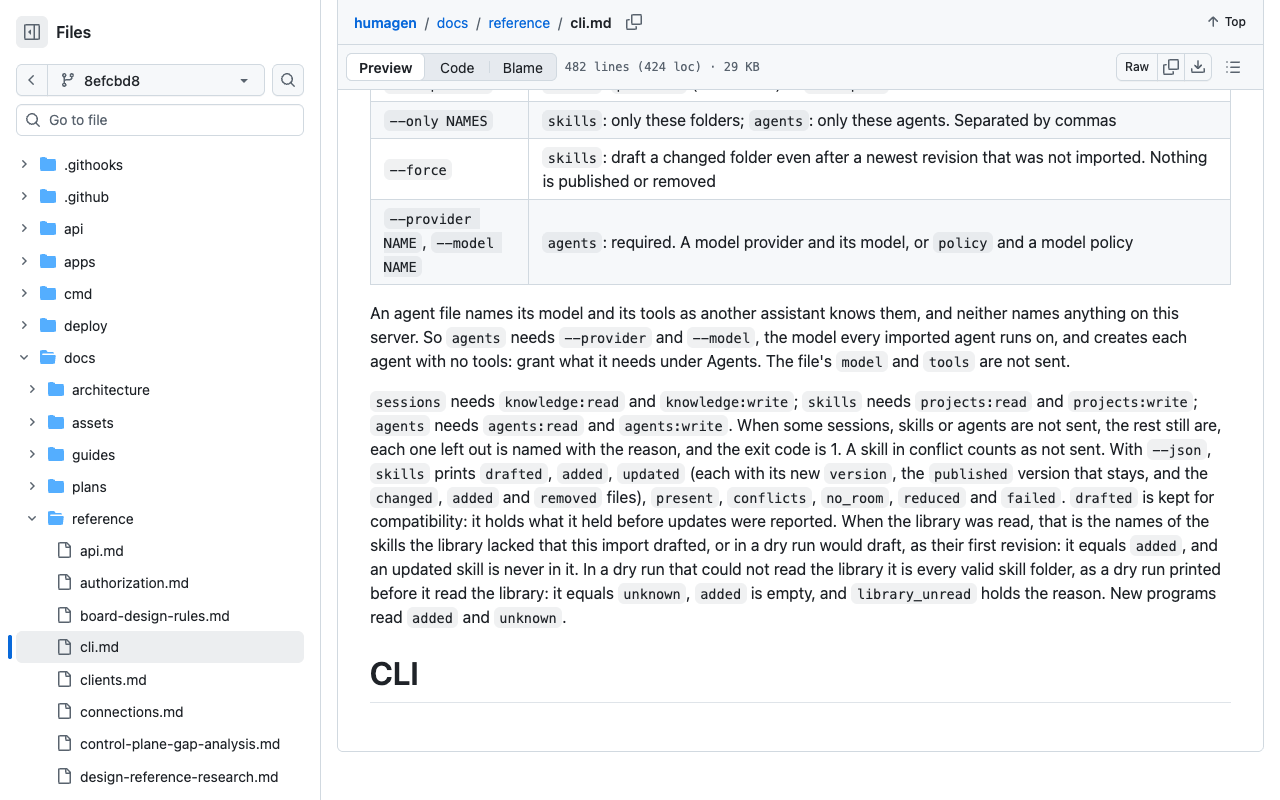 Files
8efcbd8
Go to file
.githooks
.github
api
apps
cmd
deploy
docs
architecture
assets
guides
plans
reference
api.md
authorization.md
board-design-rules.md
cli.md
clients.md
connections.md
control-plane-gap-analysis.md
design-reference-research.md
humagen / docs / reference / cli.md
Top
Preview Code Blame 482 lines (424 loc) · 29 KB
Raw
--only NAMES skills : only these folders; agents : only these agents. Separated by commas
--force skills : draft a changed folder even after a newest revision that was not imported. Nothing
is published or removed
--provider
NAME , --model
NAME
agents : required. A model provider and its model, or policy and a model policy
An agent file names its model and its tools as another assistant knows them, and neither names anything on this
server. So agents needs --provider and --model , the model every imported agent runs on, and creates each
agent with no tools: grant what it needs under Agents. The file's model and tools are not sent.
sessions needs knowledge:read and knowledge:write ; skills needs projects:read and projects:write ;
agents needs agents:read and agents:write . When some sessions, skills or agents are not sent, the rest still are,
each one left out is named with the reason, and the exit code is 1. A skill in conflict counts as not sent. With --json ,
skills prints drafted , added , updated (each with its new version , the published version that stays, and the
changed , added and removed files), present , conflicts , no_room , reduced and failed . drafted is kept for
compatibility: it holds what it held before updates were reported. When the library was read, that is the names of the
skills the library lacked that this import drafted, or in a dry run would draft, as their first revision: it equals added , and
an updated skill is never in it. In a dry run that could not read the library it is every valid skill folder, as a dry run printed
before it read the library: it equals unknown , added is empty, and library_unread holds the reason. New programs
read added and unknown .
CLI